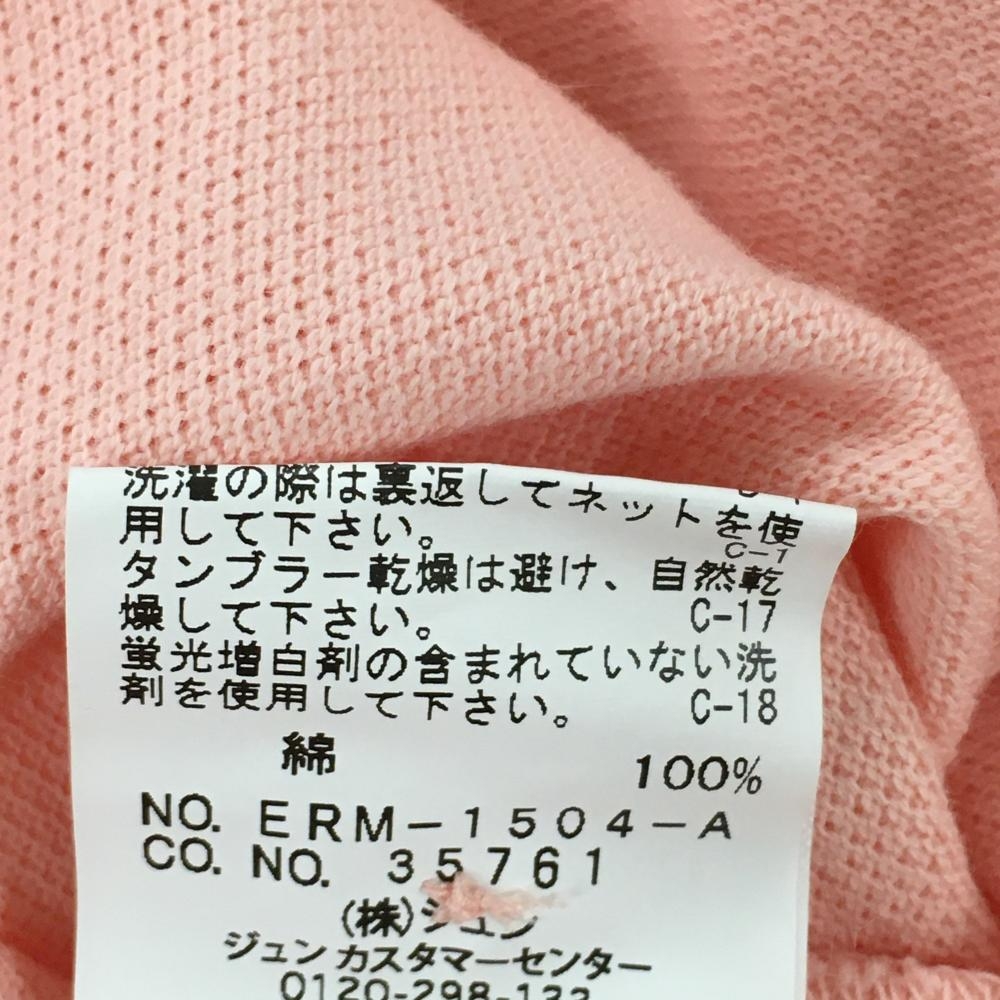 洗濯の際は裏返してネットを使
用して下さい。
C-1
タンブラー乾燥は避け、自然乾
燥して下さい。 C-17
蛍光増白剤の含まれていない洗
剤を使用して下さい。 C-18
綿 100%
NO. ERM-1504-A
CO. NO. 35761
(株)ジュン
ジュン カスタマーセンター
0120-298-133